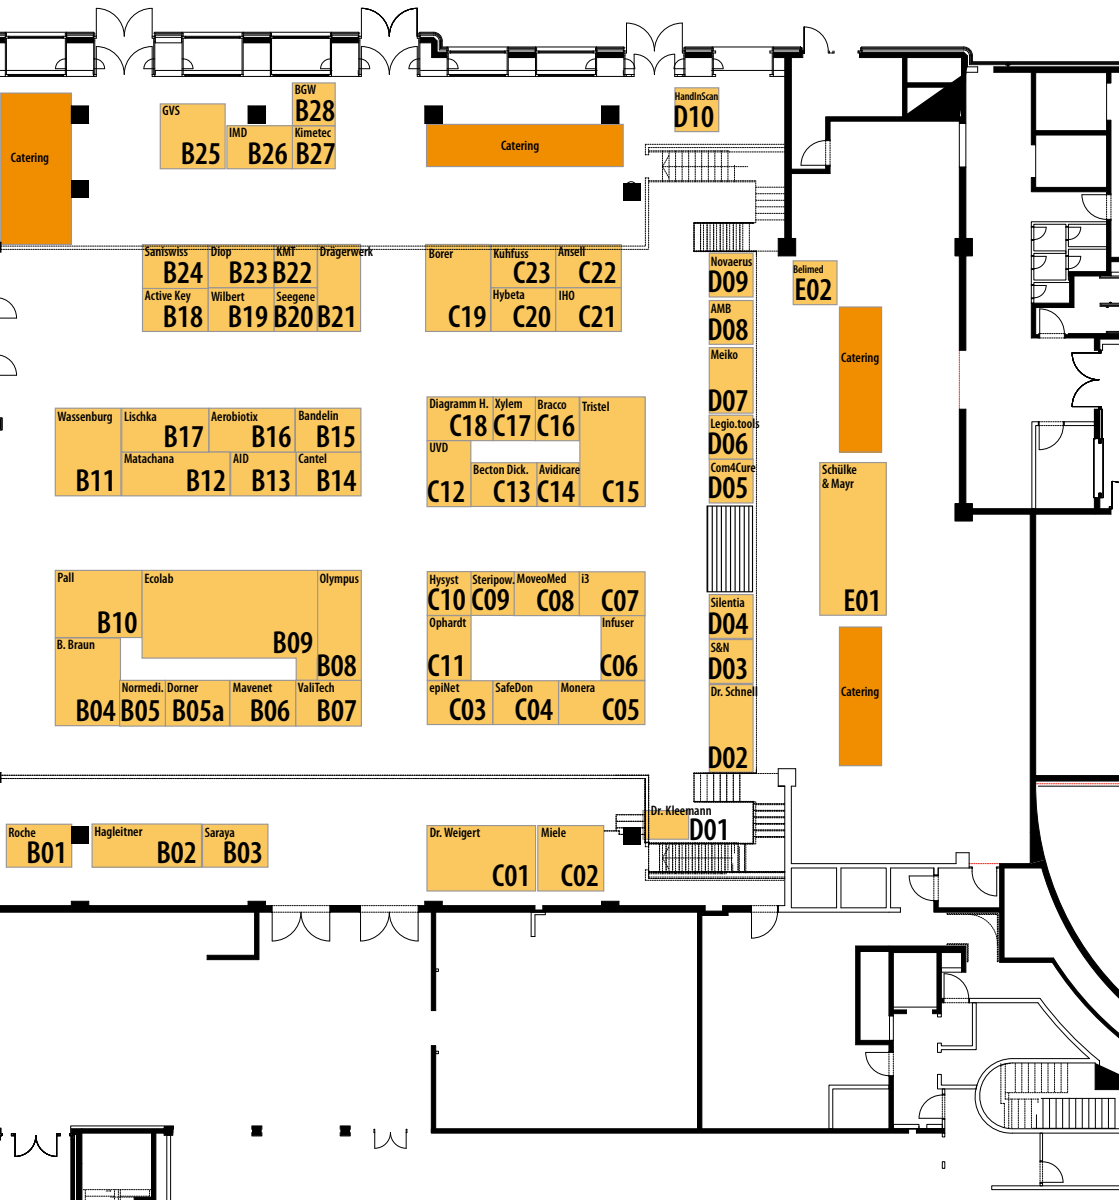 BGW
B28
GVS
B25
IMD
B26
Kimetec
B27
HandInScan
D10
Catering
Catering
Saniswiss
B24
Diop
B23
KMT
B22
Drägerwerk
B21
Active Key
B18
Wilbert
B19
Seegene
B20
Borer
C19
Kuhfuss
C23
Ansell
C22
Hybeta
C20
IHO
C21
Novaerus
D09
Belimed
E02
AMB
D08
Meiko
D07
Catering
Legio.tools
D06
Com4Cure
D05
Wassenburg
B11
Lischka
B17
Aerobiotix
B16
Bandelin
B15
Matachana
B12
AID
B13
Cantel
B14
Diagramm H.
C18
Xylem
C17
Bracco
C16
Tristel
C15
UVD
C12
Becton Dick.
C13
Avidicare
C14
Schülke
& Mayr
E01
Pall
B10
Ecolab
B09
Olympus
B08
B. Braun
B04
Normedi.
B05
Dorner
B05a
Mavenet
B06
ValiTech
B07
Hysyst
C10
Steripow.
C09
MoveoMed
C08
i3
C07
Ophardt
C11
Infuser
C06
epiNet
C03
SafeDon
C04
Monera
C05
Silentia
D04
S&N
D03
Dr. Schnell
D02
Catering
Roche
B01
Hagleitner
B02
Saraya
B03
Dr. Weigert
C01
Miele
C02
Dr. Kleemann
D01